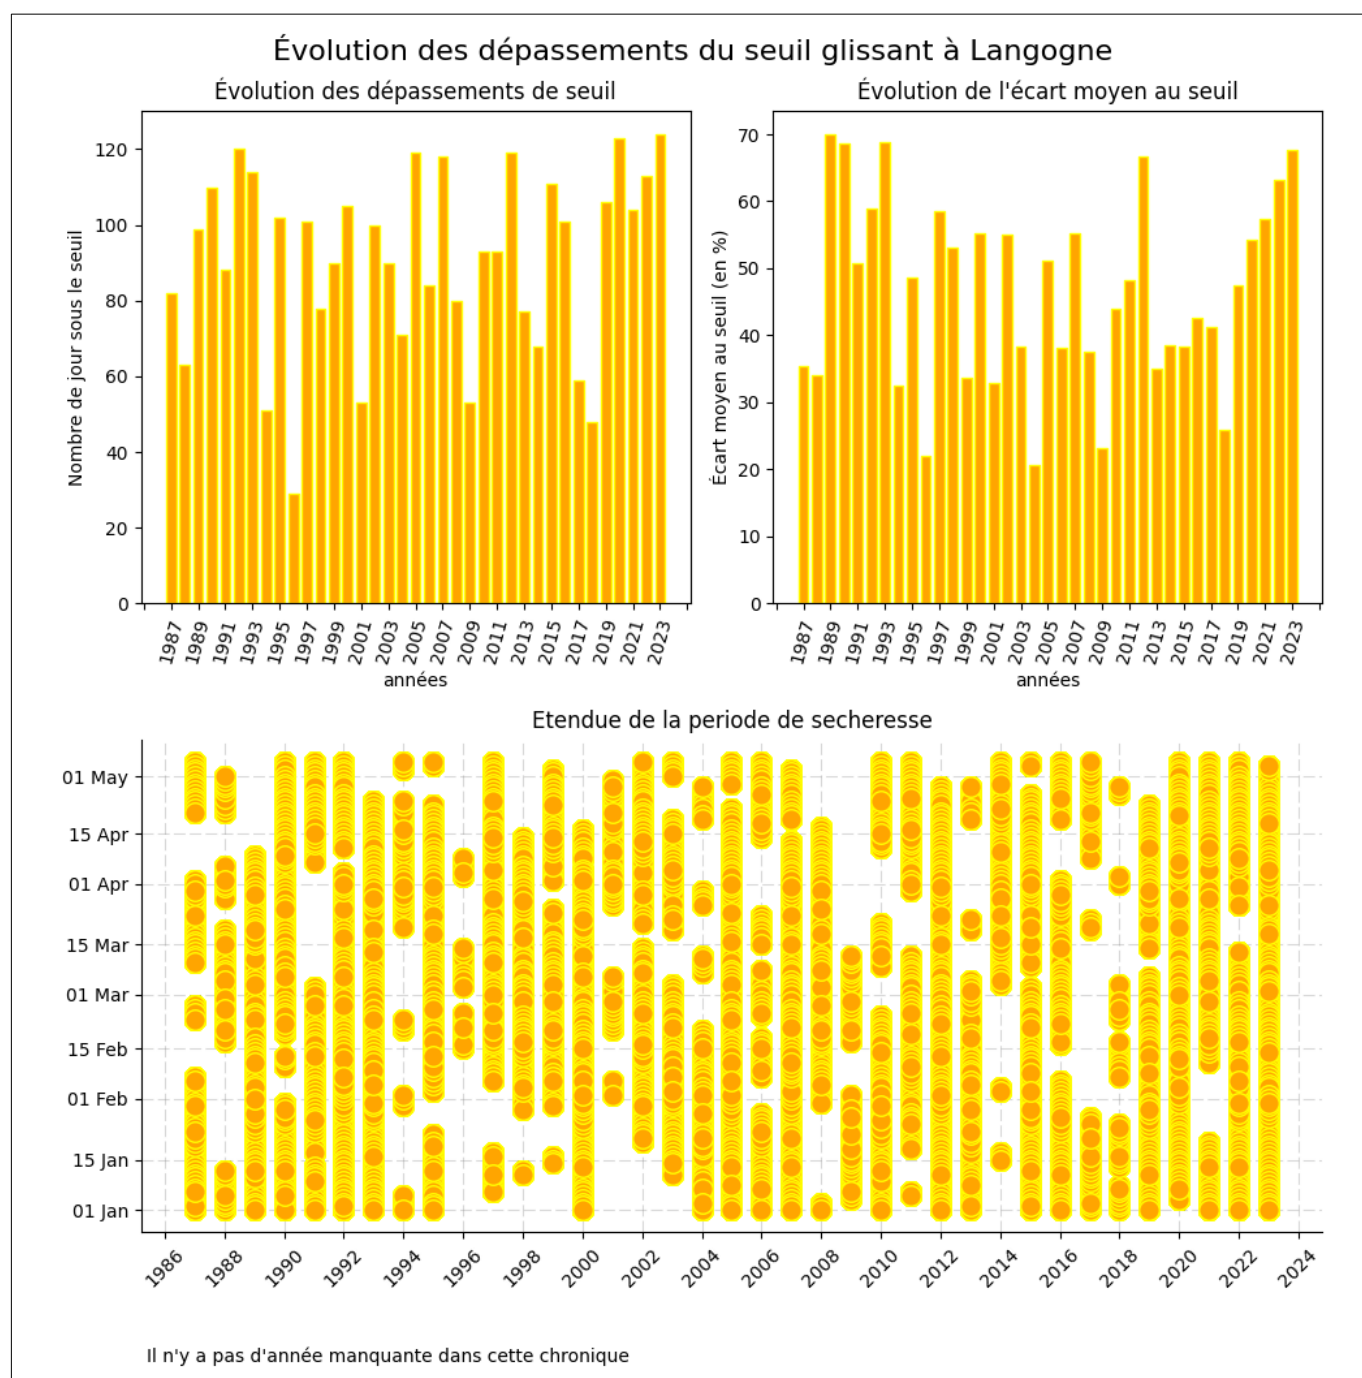 Évolution des dépassements du seuil glissant à Langogne
Évolution des dépassements de seuil
Nombre de jour sous le seuil
120
100
80
60
40
20
0
1987 1989 1991 1993 1995 1997 1999 2001 2003 2005 2007 2009 2011 2013 2015 2017 2019 2021 2023
années
Évolution de l'écart moyen au seuil
Écart moyen au seuil (en %)
70
60
50
40
30
20
10
0
1987 1989 1991 1993 1995 1997 1999 2001 2003 2005 2007 2009 2011 2013 2015 2017 2019 2021 2023
années
Etendue de la periode de secheresse
01 May
15 Apr
01 Apr
15 Mar
01 Mar
15 Feb
01 Feb
15 Jan
01 Jan
1986 1988 1990 1992 1994 1996 1998 2000 2002 2004 2006 2008 2010 2012 2014 2016 2018 2020 2022 2024
Il n'y a pas d'année manquante dans cette chronique